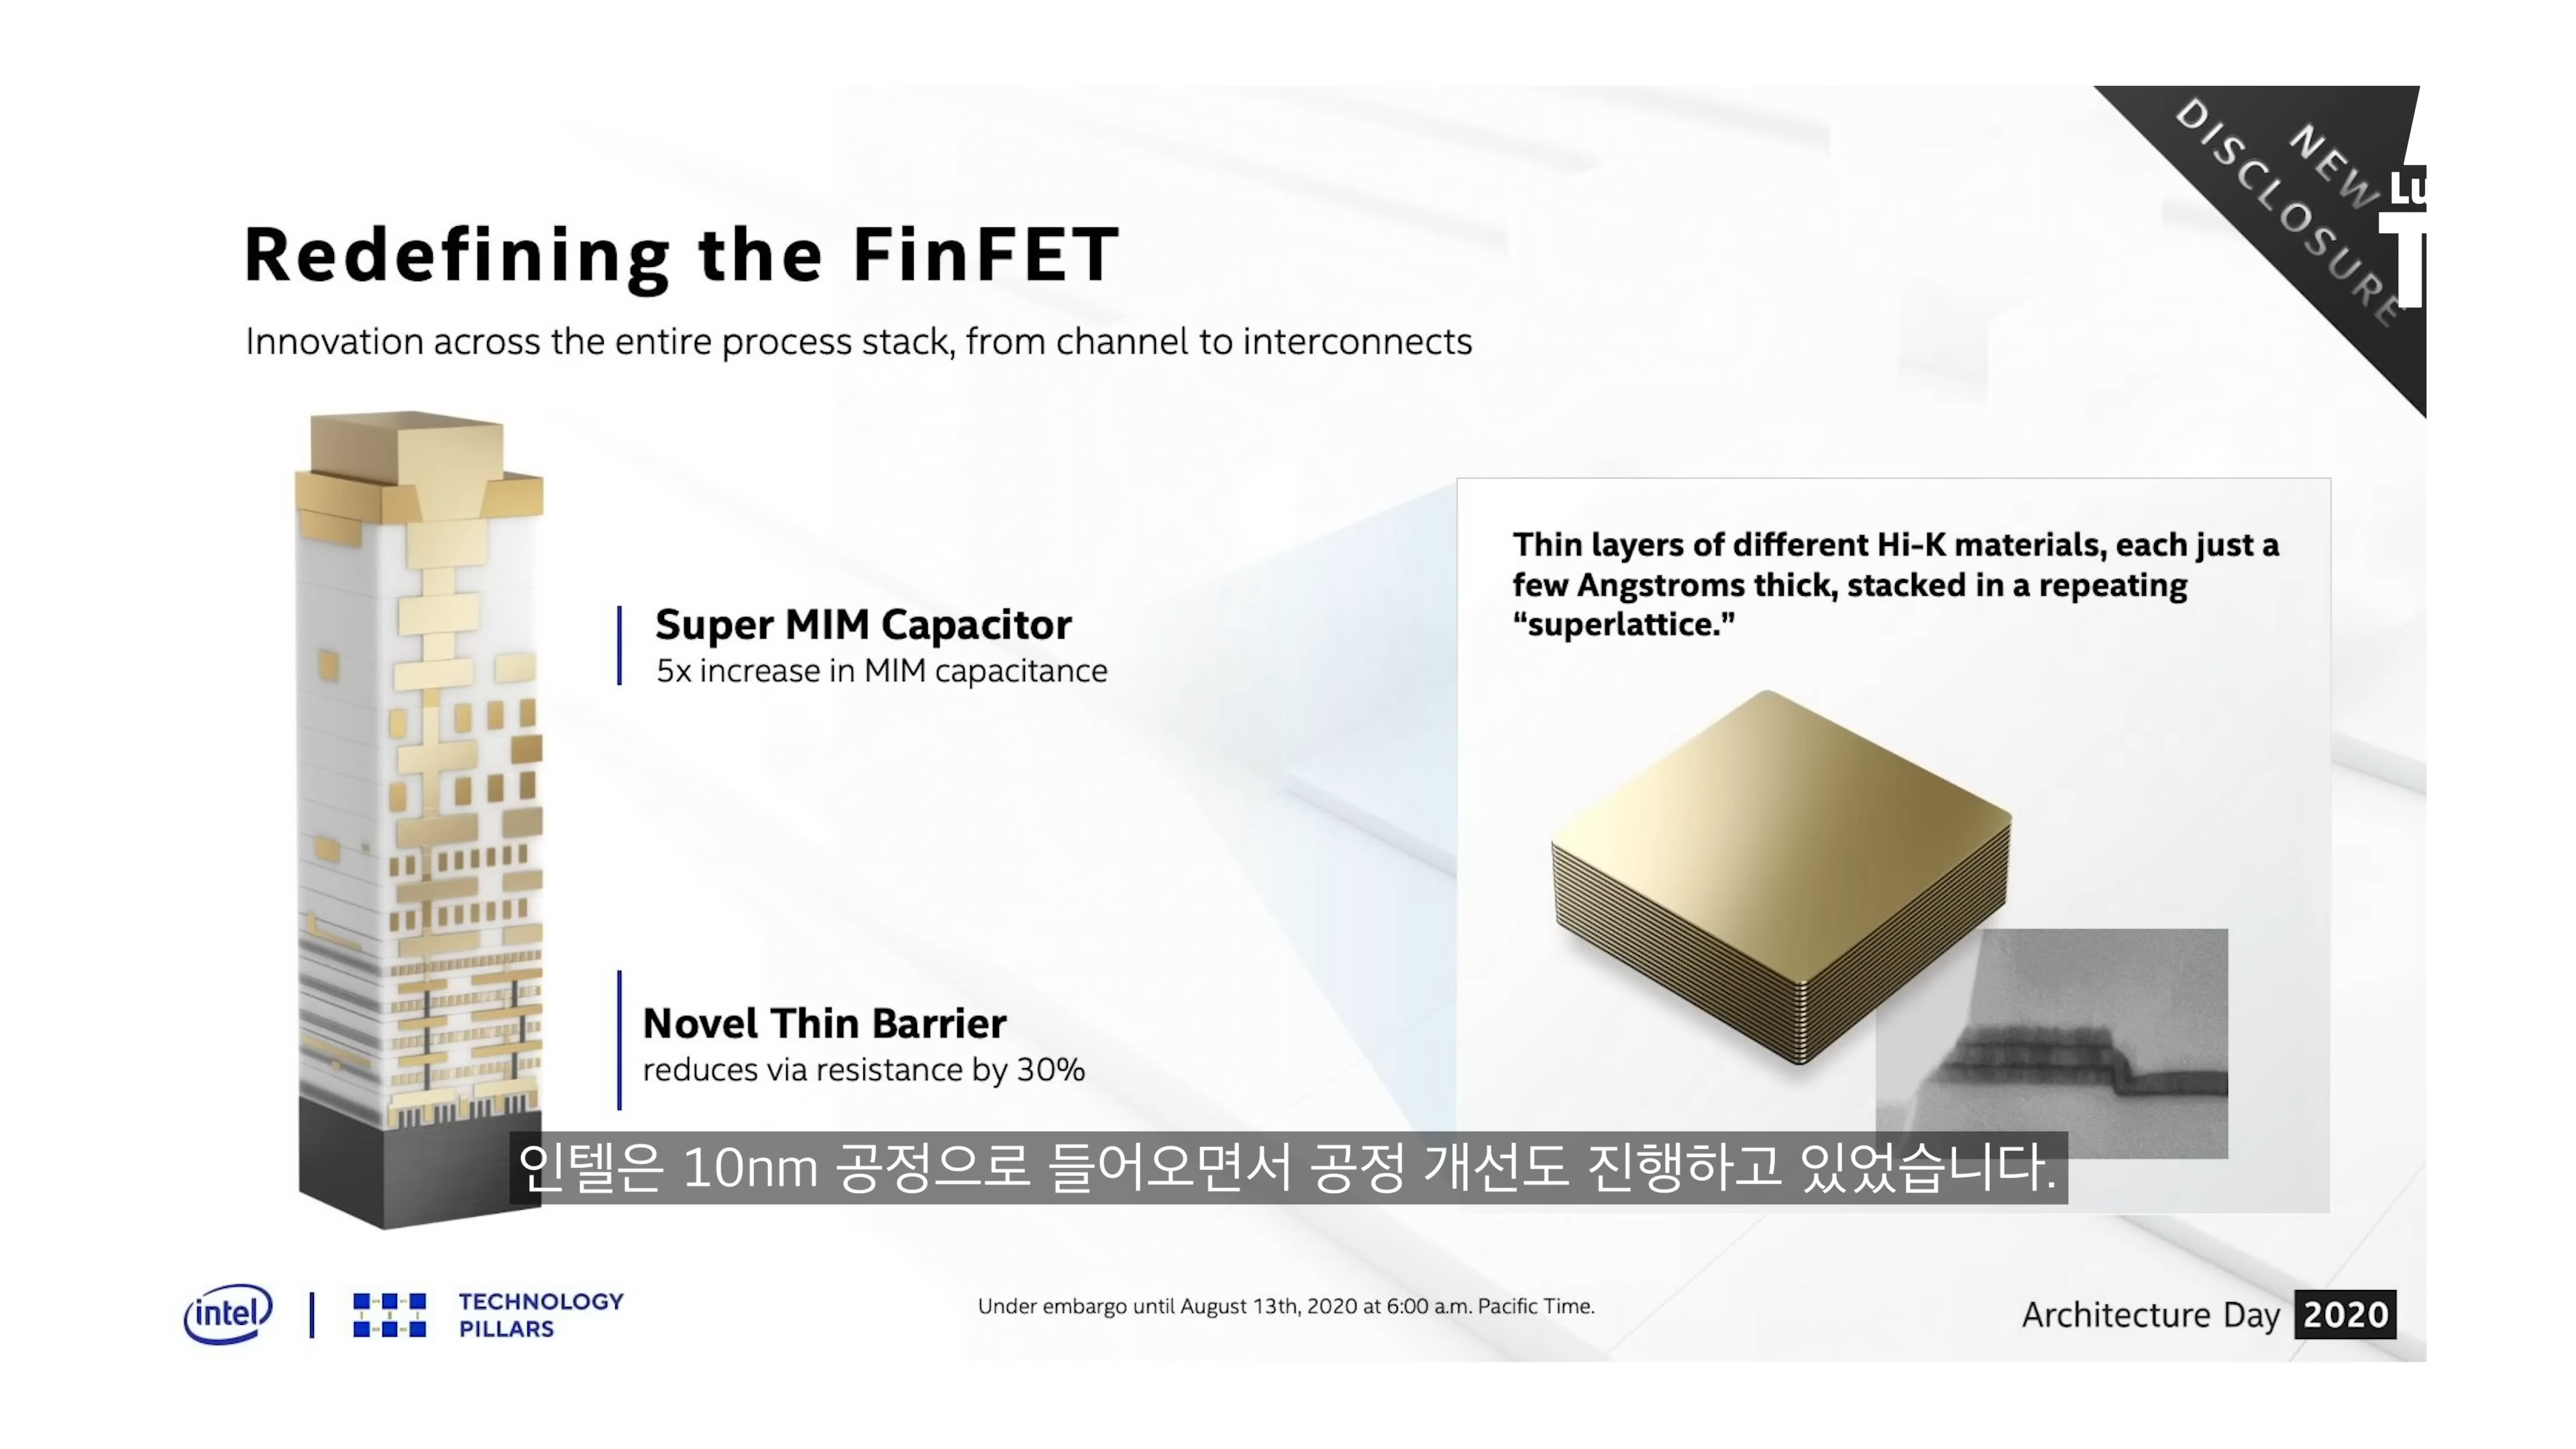 NEW
DISCLOSURE
Lu
T
Redefining the FinFET
Innovation across the entire process stack, from channel to interconnects
Super MIM Capacitor
5x increase in MIM capacitance
Thin layers of different Hi-K materials, each just a
few Angstroms thick, stacked in a repeating
“superlattice.”
Novel Thin Barrier
reduces via resistance by 30%
인텔은 10nm 공정으로 들어오면서 공정 개선도 진행하고 있었습니다.
intel
TECHNOLOGY
PILLARS
Under embargo until August 13th, 2020 at 6:00 a.m. Pacific Time.
Architecture Day 2020